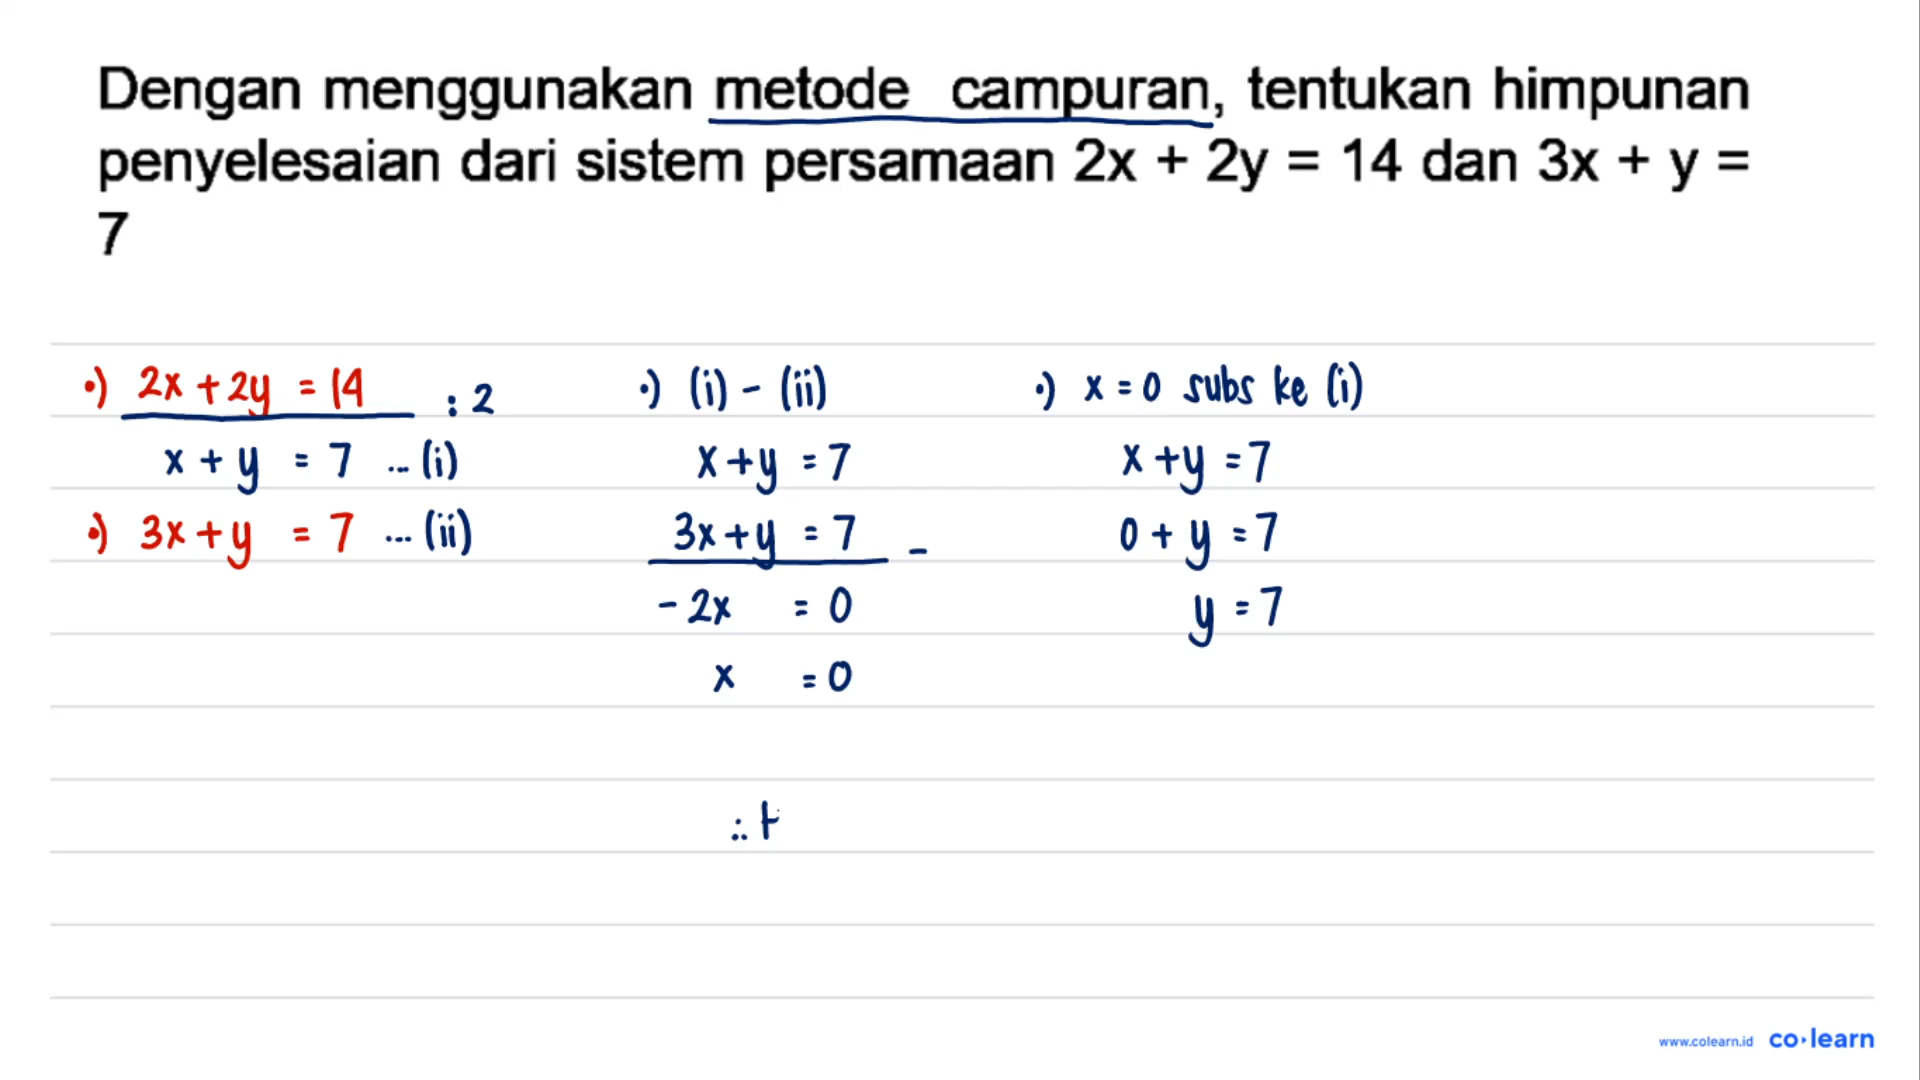 Dengan menggunakan metode campuran, tentukan himpunan
penyelesaian dari sistem persamaan 2x + 2y = 14 dan 3x + y =
7
•) 2x + 2y = 14 : 2
x + y = 7 ... (i)
•) 3x + y = 7 ... (ii)
•) (i) - (ii)
x + y = 7
3x + y = 7 -
- 2x = 0
x = 0
•) x = 0 subs ke (i)
x + y = 7
0 + y = 7
y = 7
∴
www.colearn.id co·learn